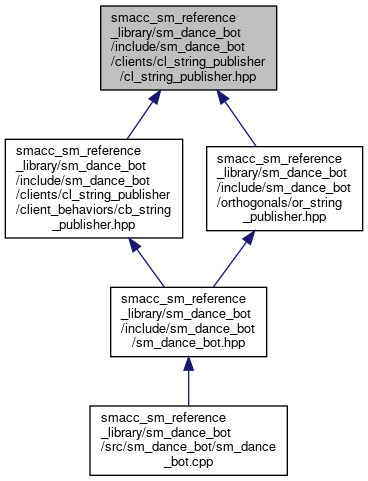 smacc_sm_reference
_library/sm_dance_bot
/include/sm_dance_bot
/clients/cl_string_publisher
/cl_string_publisher.hpp
smacc_sm_reference
_library/sm_dance_bot
/include/sm_dance_bot
/clients/cl_string_publisher
/client_behaviors/cb_string
_publisher.hpp
smacc_sm_reference
_library/sm_dance_bot
/include/sm_dance_bot
/orthogonals/or_string
_publisher.hpp
smacc_sm_reference
_library/sm_dance_bot
/include/sm_dance_bot
/sm_dance_bot.hpp
smacc_sm_reference
_library/sm_dance_bot
/src/sm_dance_bot/sm_dance
_bot.cpp